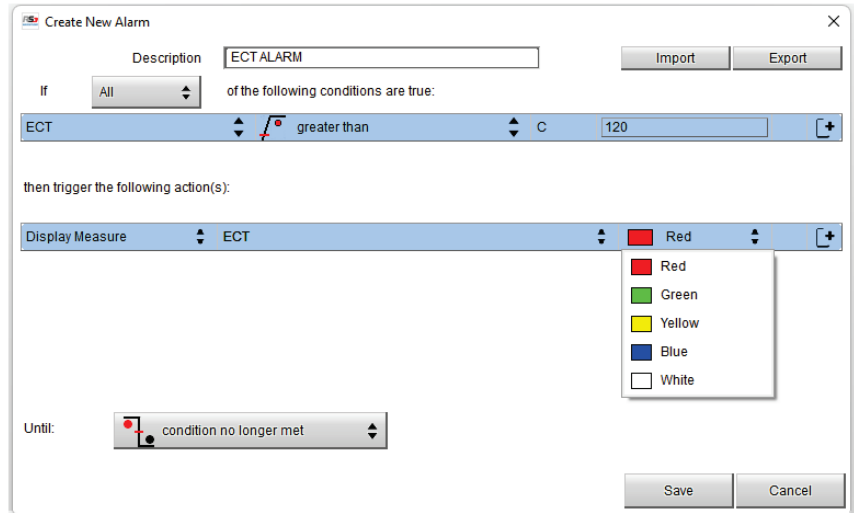 RS3 Create New Alarm
Description ECT ALARM Import Export
If All of the following conditions are true:
ECT greater than C 120
then trigger the following action(s):
Display Measure ECT Red
Red
Green
Yellow
Blue
White
Until: condition no longer met
Save Cancel